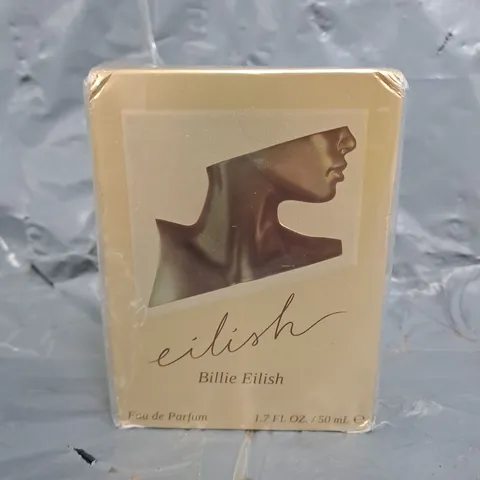 eilish
Billie Eilish
Eau de Parfum 1.7 FL OZ. / 50 mL ℮